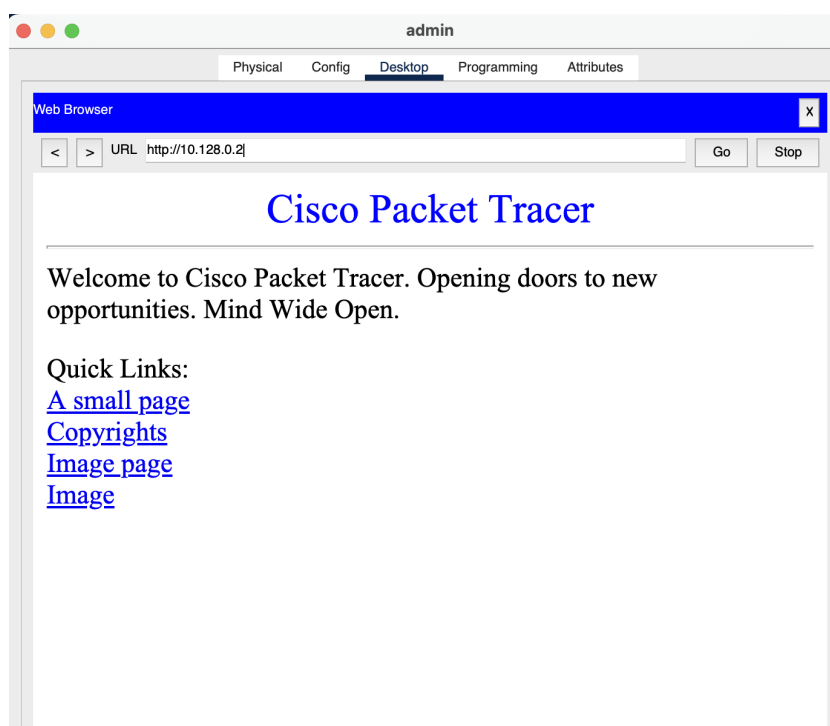 admin
Physical Config Desktop Programming Attributes
Web Browser X
< > URL http://10.128.0.2 Go Stop
Cisco Packet Tracer
Welcome to Cisco Packet Tracer. Opening doors to new
opportunities. Mind Wide Open.
Quick Links:
A small page
Copyrights
Image page
Image